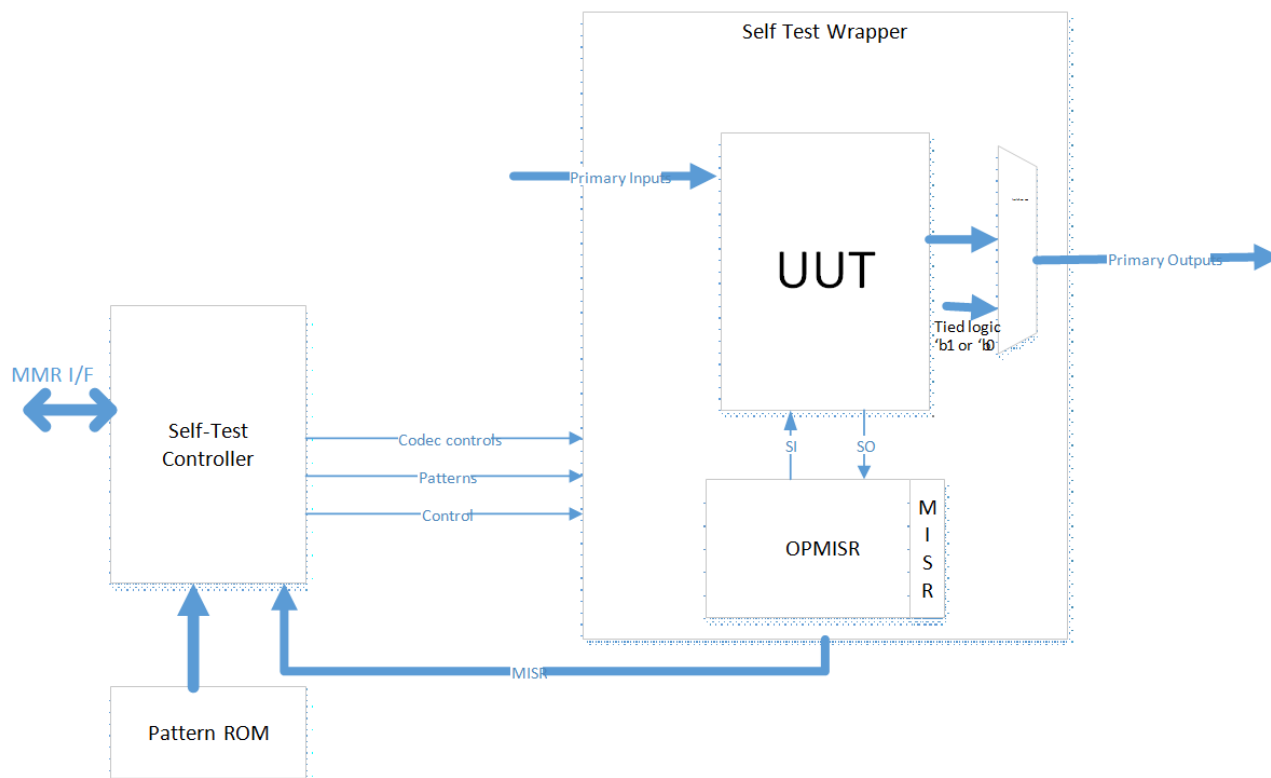 Self Test Wrapper
Primary Inputs
UUT
Primary Outputs
Tied logic
‘b1 or ‘b0
MMR I/F
Self-Test
Controller
Codec controls
Patterns
Control
SI
SO
OPMISR
M
I
S
R
MISR
Pattern ROM